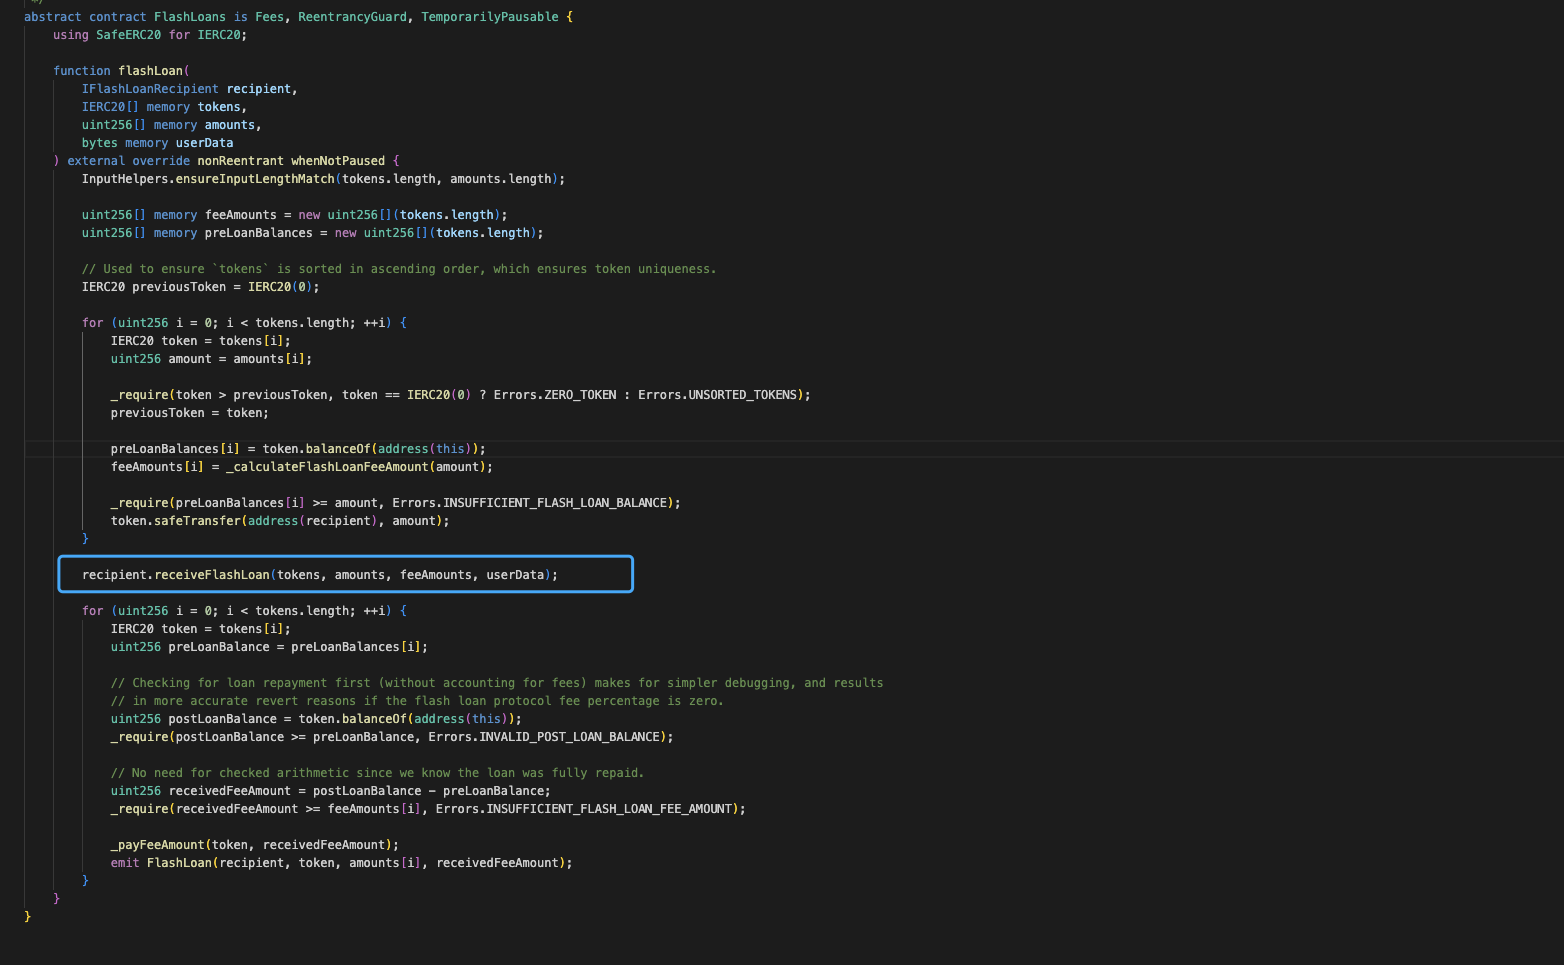 */
abstract contract FlashLoans is Fees, ReentrancyGuard, TemporarilyPausable {
using SafeERC20 for IERC20;
function flashLoan(
IFlashLoanRecipient recipient,
IERC20[] memory tokens,
uint256[] memory amounts,
bytes memory userData
) external override nonReentrant whenNotPaused {
InputHelpers.ensureInputLengthMatch(tokens.length, amounts.length);
uint256[] memory feeAmounts = new uint256[](tokens.length);
uint256[] memory preLoanBalances = new uint256[](tokens.length);
// Used to ensure `tokens` is sorted in ascending order, which ensures token uniqueness.
IERC20 previousToken = IERC20(0);
for (uint256 i = 0; i < tokens.length; ++i) {
IERC20 token = tokens[i];
uint256 amount = amounts[i];
_require(token > previousToken, token == IERC20(0) ? Errors.ZERO_TOKEN : Errors.UNSORTED_TOKENS);
previousToken = token;
preLoanBalances[i] = token.balanceOf(address(this));
feeAmounts[i] = _calculateFlashLoanFeeAmount(amount);
_require(preLoanBalances[i] >= amount, Errors.INSUFFICIENT_FLASH_LOAN_BALANCE);
token.safeTransfer(address(recipient), amount);
}
recipient.receiveFlashLoan(tokens, amounts, feeAmounts, userData);
for (uint256 i = 0; i < tokens.length; ++i) {
IERC20 token = tokens[i];
uint256 preLoanBalance = preLoanBalances[i];
// Checking for loan repayment first (without accounting for fees) makes for simpler debugging, and results
// in more accurate revert reasons if the flash loan protocol fee percentage is zero.
uint256 postLoanBalance = token.balanceOf(address(this));
_require(postLoanBalance >= preLoanBalance, Errors.INVALID_POST_LOAN_BALANCE);
// No need for checked arithmetic since we know the loan was fully repaid.
uint256 receivedFeeAmount = postLoanBalance - preLoanBalance;
_require(receivedFeeAmount >= feeAmounts[i], Errors.INSUFFICIENT_FLASH_LOAN_FEE_AMOUNT);
_payFeeAmount(token, receivedFeeAmount);
emit FlashLoan(recipient, token, amounts[i], receivedFeeAmount);
}
}
}